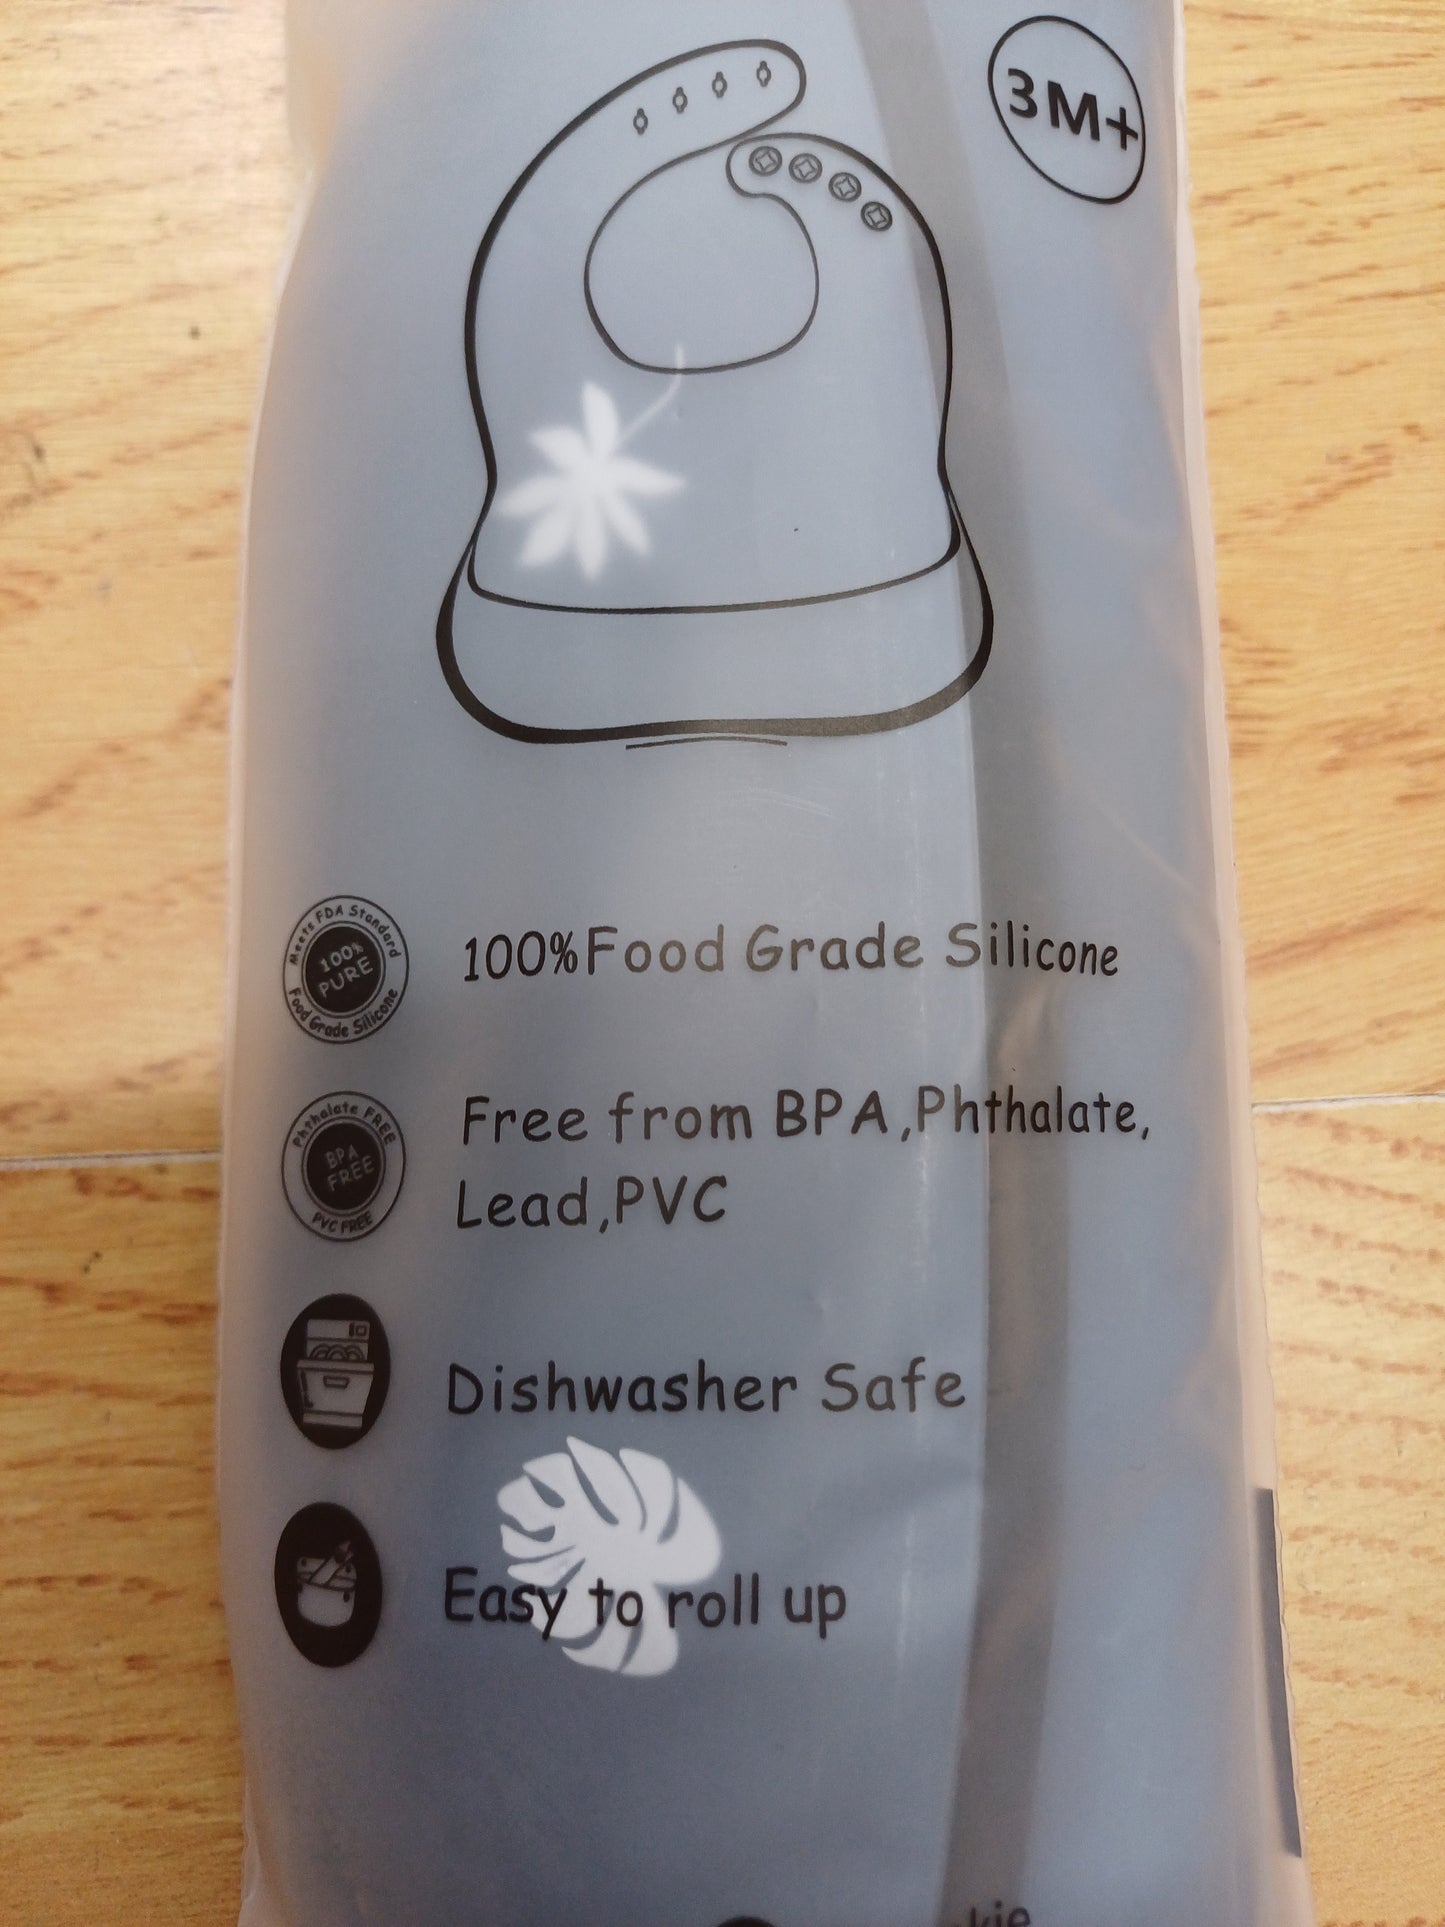 3M+
Meets FDA Standard
100%
PURE
Food Grade Silicone
100%Food Grade Silicone
Phthalate FREE
BPA
FREE
PVC FREE
Free from BPA,Phthalate,
Lead,PVC
Dishwasher Safe
Easy to roll up